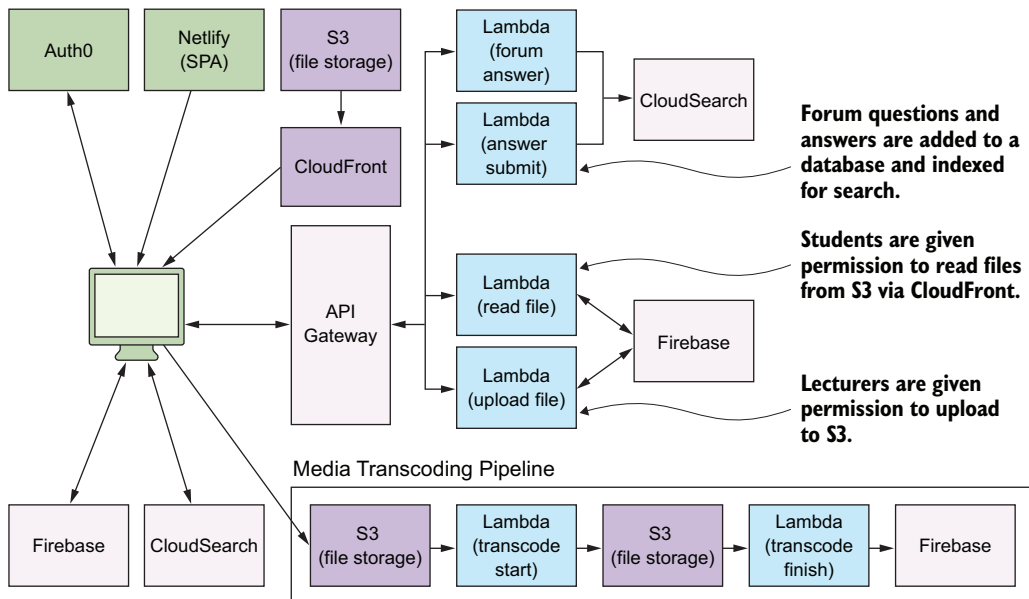 Auth0
Netlify
(SPA)
S3
(file storage)
CloudFront
Lambda
(forum
answer)
Lambda
(answer
submit)
CloudSearch
Forum questions and
answers are added to a
database and indexed
for search.
API
Gateway
Lambda
(read file)
Lambda
(upload file)
Firebase
Students are given
permission to read files
from S3 via CloudFront.
Lecturers are given
permission to upload
to S3.
Firebase
CloudSearch
Media Transcoding Pipeline
S3
(file storage)
Lambda
(transcode
start)
S3
(file storage)
Lambda
(transcode
finish)
Firebase